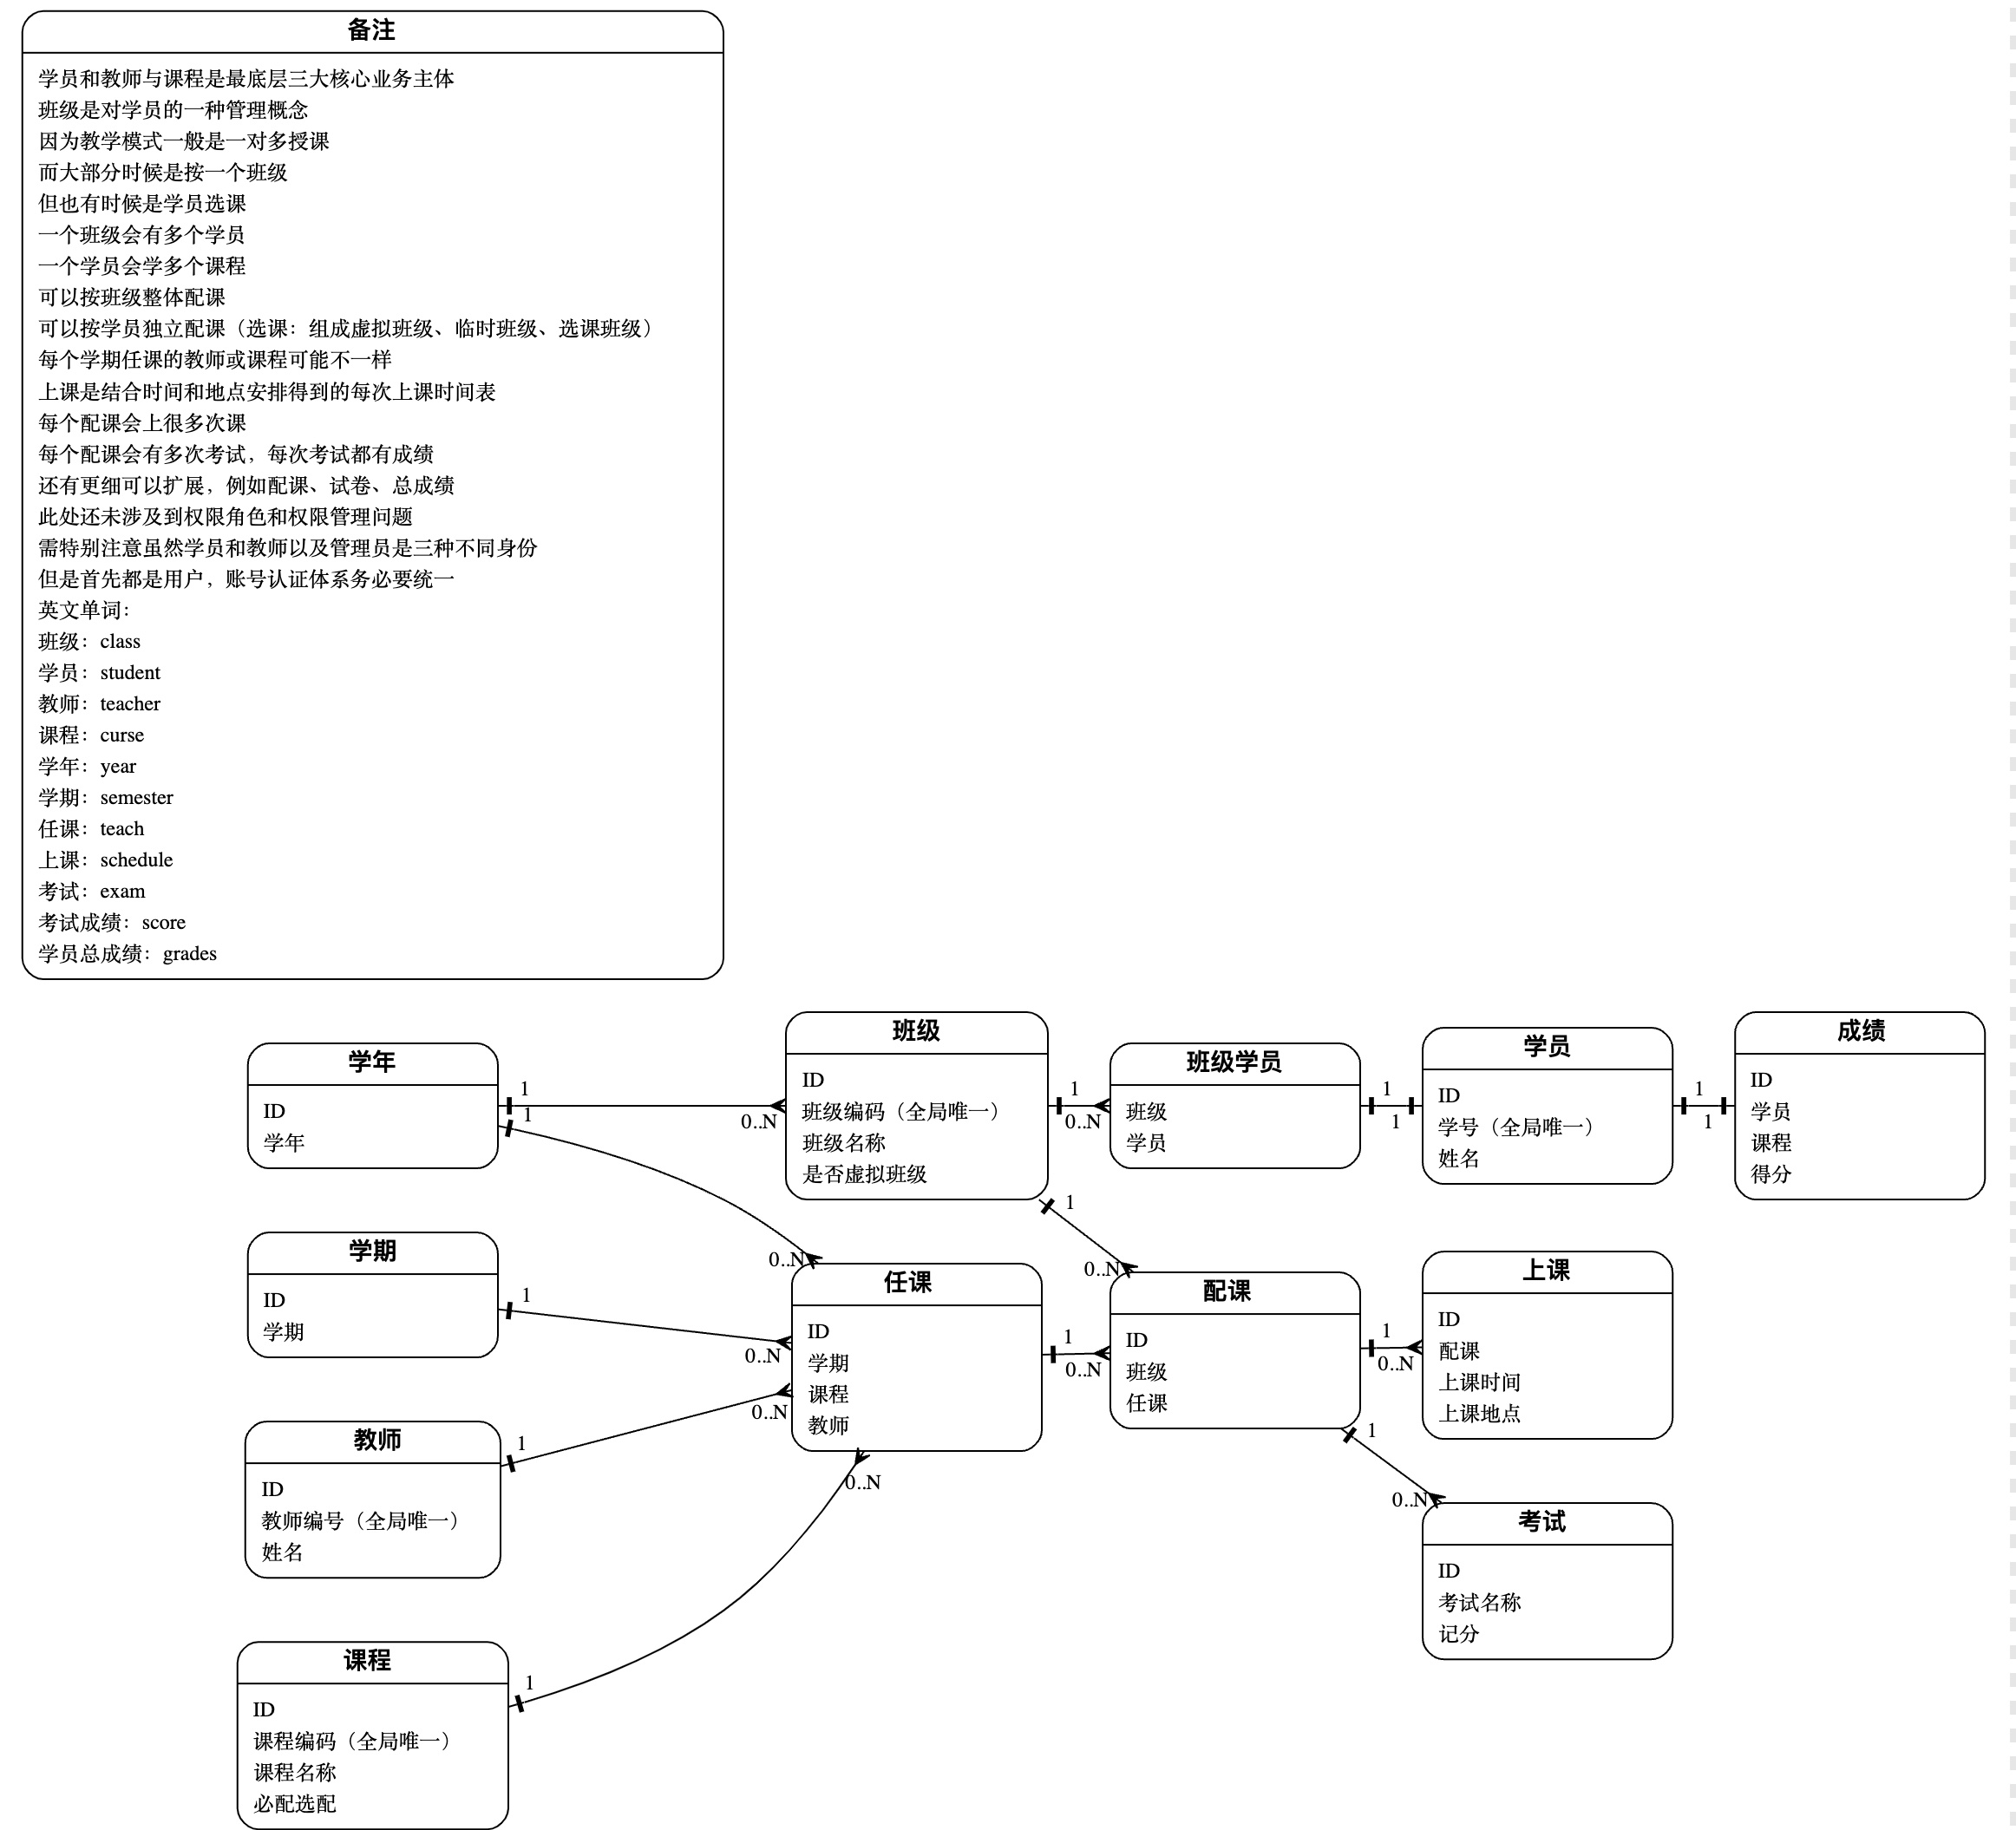 备注
学员和教师与课程是最底层三大核心业务主体
班级是对学员的一种管理概念
因为教学模式一般是一对多授课
而大部分时候是按一个班级
但也有时候是学员选课
一个班级会有多个学员
一个学员会学多个课程
可以按班级整体配课
可以按学员独立配课（选课：组成虚拟班级、临时班级、选课班级）
每个学期任课的教师或课程可能不一样
上课是结合时间和地点安排得到的每次上课时间表
每个配课会上很多次课
每个配课会有多次考试，每次考试都有成绩
还有更细可以扩展，例如配课、试卷、总成绩
此处还未涉及到权限角色和权限管理问题
需特别注意虽然学员和教师以及管理员是三种不同身份
但是首先都是用户，账号认证体系务必要统一
英文单词：
班级：class
学员：student
教师：teacher
课程：curse
学年：year
学期：semester
任课：teach
上课：schedule
考试：exam
考试成绩：score
学员总成绩：grades
学年
ID
学年
1
1
0..N
班级
ID
班级编码（全局唯一）
班级名称
是否虚拟班级
1
0..N
班级学员
班级
学员
1
1
学员
ID
学号（全局唯一）
姓名
1
1
成绩
ID
学员
课程
得分
学期
ID
学期
1
0..N
0..N
任课
ID
学期
课程
教师
1
0..N
1
0..N
配课
ID
班级
任课
1
0..N
上课
ID
配课
上课时间
上课地点
教师
ID
教师编号（全局唯一）
姓名
1
0..N
0..N
1
0..N
考试
ID
考试名称
记分
课程
ID
课程编码（全局唯一）
课程名称
必配选配
1